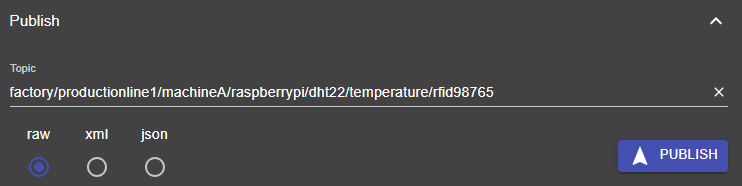 Publish
Topic
factory/productionline1/machineA/raspberrypi/dht22/temperature/rfid98765
raw xml json
PUBLISH